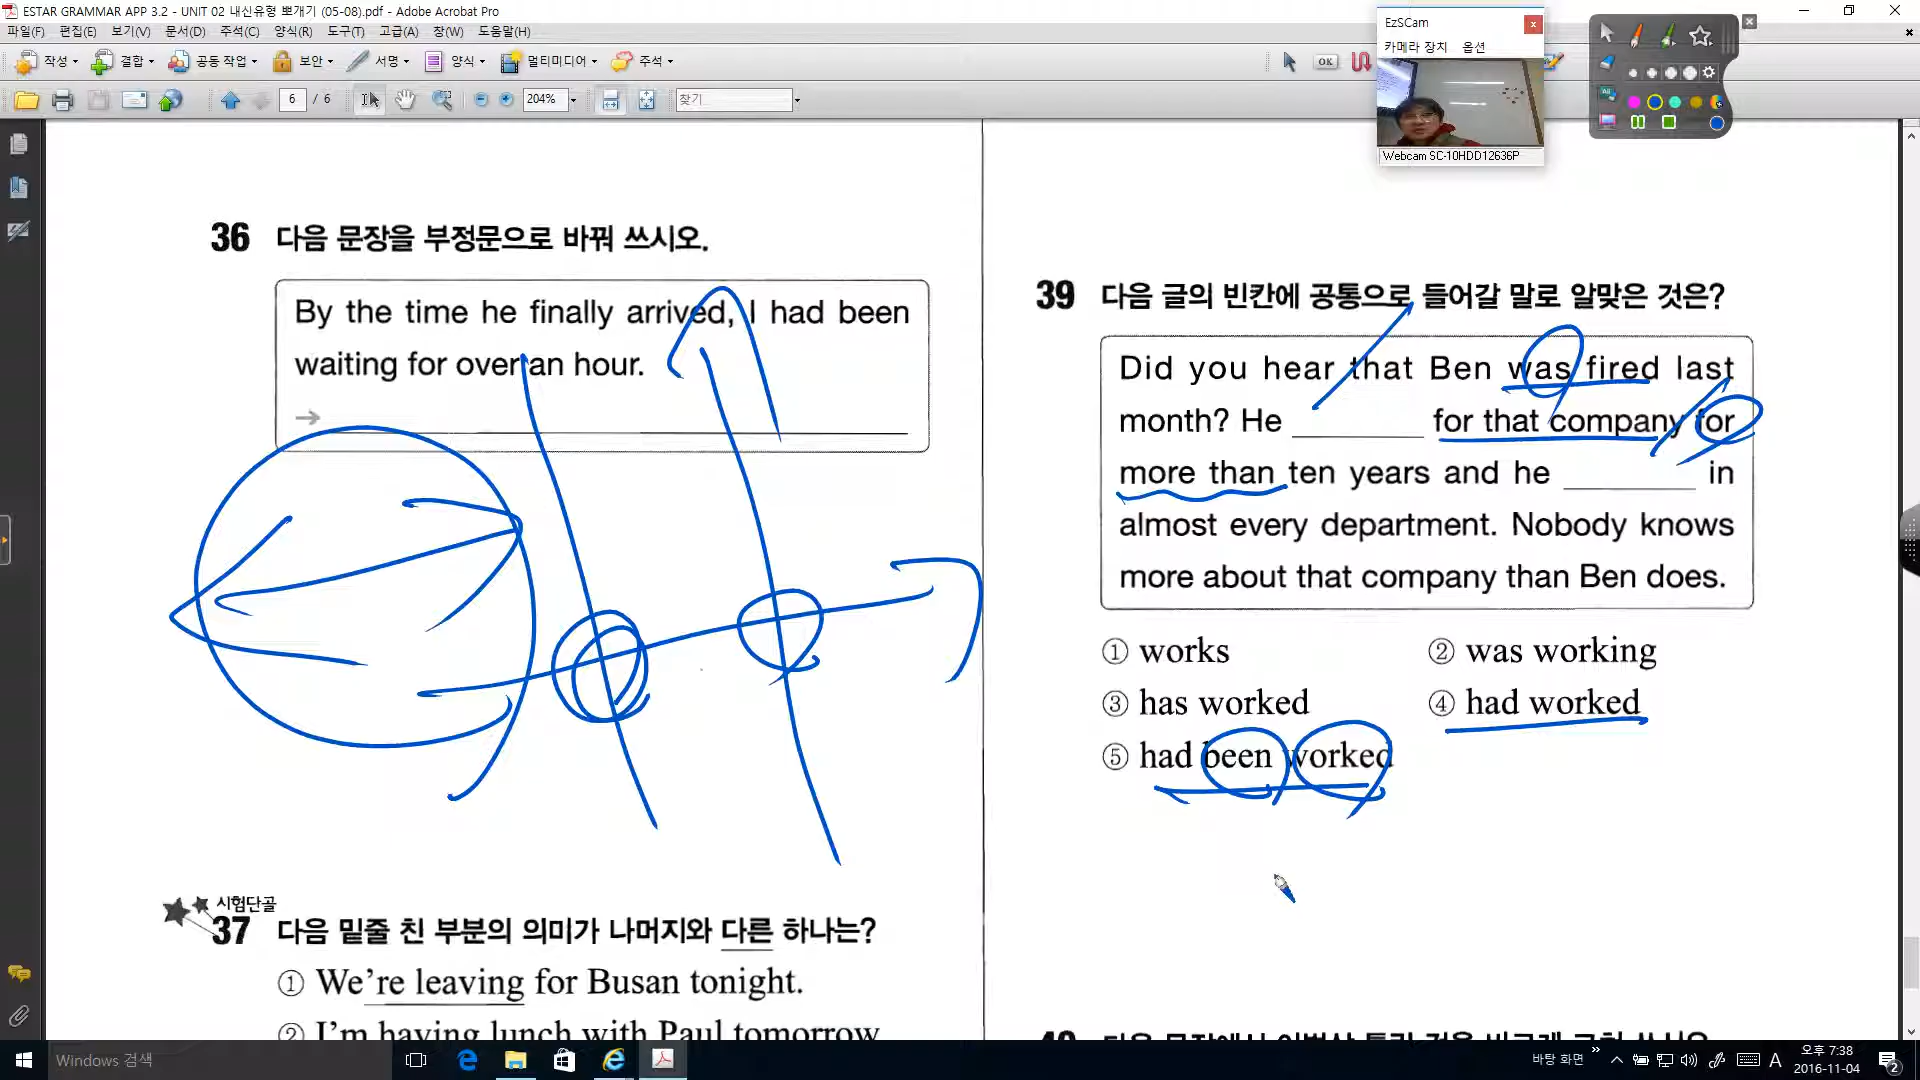 ESTAR GRAMMAR APP 3.2 - UNIT 02 내신유형 뽀개기 (05-08).pdf - Adobe Acrobat Pro
파일(F) 편집(E) 보기(V) 문서(D) 주석(C) 양식(R) 도구(T) 고급(A) 창(W) 도움말(H)
작성 결합 공동 작업 보안 서명 양식 멀티미디어 주석
6 / 6 204% 찾기
EzSCam
카메라 장치 옵션
Webcam SC-10HDD12636P
OK
36 다음 문장을 부정문으로 바꿔 쓰시오.
By the time he finally arrived, I had been
waiting for over an hour.
→
시험단골
37 다음 밑줄 친 부분의 의미가 나머지와 다른 하나는?
① We're leaving for Busan tonight.
② I'm having lunch with Paul tomorrow
39 다음 글의 빈칸에 공통으로 들어갈 말로 알맞은 것은?
Did you hear that Ben was fired last
month? He ________ for that company for
more than ten years and he ________ in
almost every department. Nobody knows
more about that company than Ben does.
① works ② was working
③ has worked ④ had worked
⑤ had been worked
Windows 검색
바탕 화면
A
오후 7:38
2016-11-04
2